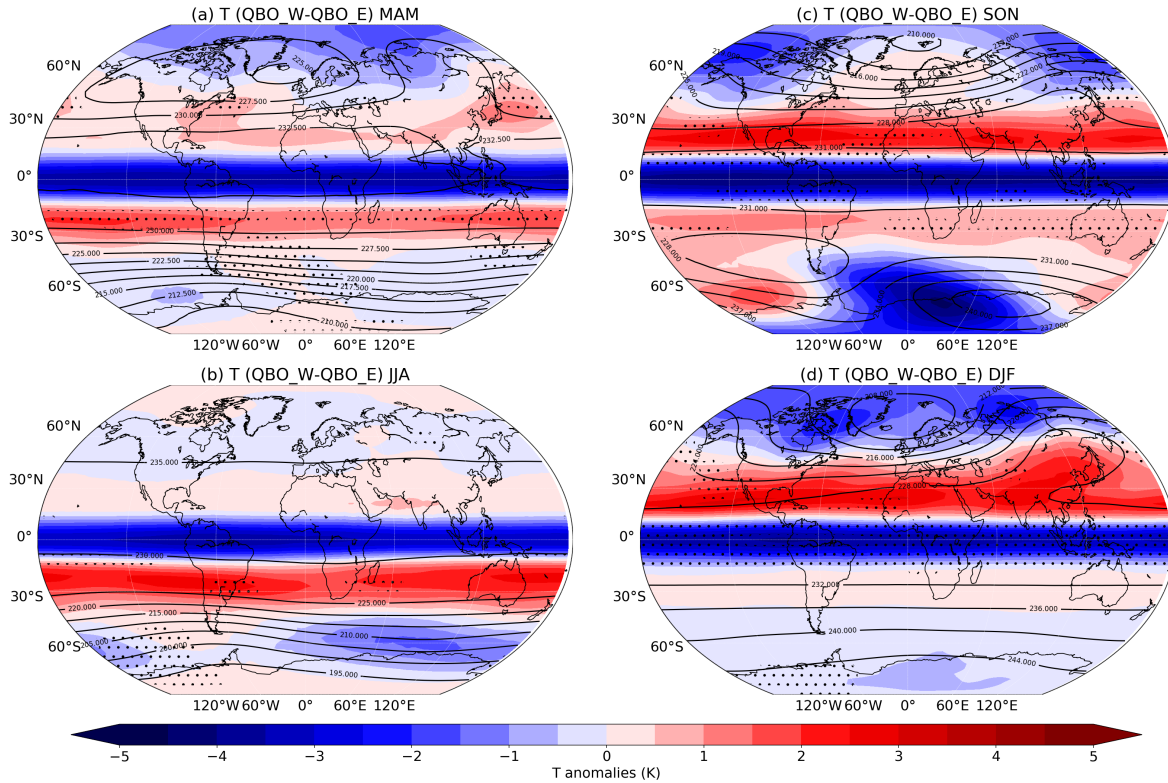 (a) T (QBO_W-QBO_E) MAM
60°N
30°N
0°
30°S
60°S
120°W 60°W 0° 60°E 120°E
225.000
227.500
230.000
232.500
232.500
230.000
227.500
225.000
222.500
220.000
217.500
215.000
212.500
210.000
(c) T (QBO_W-QBO_E) SON
60°N
30°N
0°
30°S
60°S
120°W 60°W 0° 60°E 120°E
210.000
216.000
222.000
228.000
231.000
231.000
228.000
231.000
237.000
237.000
(b) T (QBO_W-QBO_E) JJA
60°N
30°N
0°
30°S
60°S
120°W 60°W 0° 60°E 120°E
235.000
230.000
225.000
220.000
215.000
210.000
205.000
200.000
195.000
(d) T (QBO_W-QBO_E) DJF
60°N
30°N
0°
30°S
60°S
120°W 60°W 0° 60°E 120°E
212.000
216.000
232.000
236.000
240.000
244.000
−5 −4 −3 −2 −1 0 1 2 3 4 5
T anomalies (K)